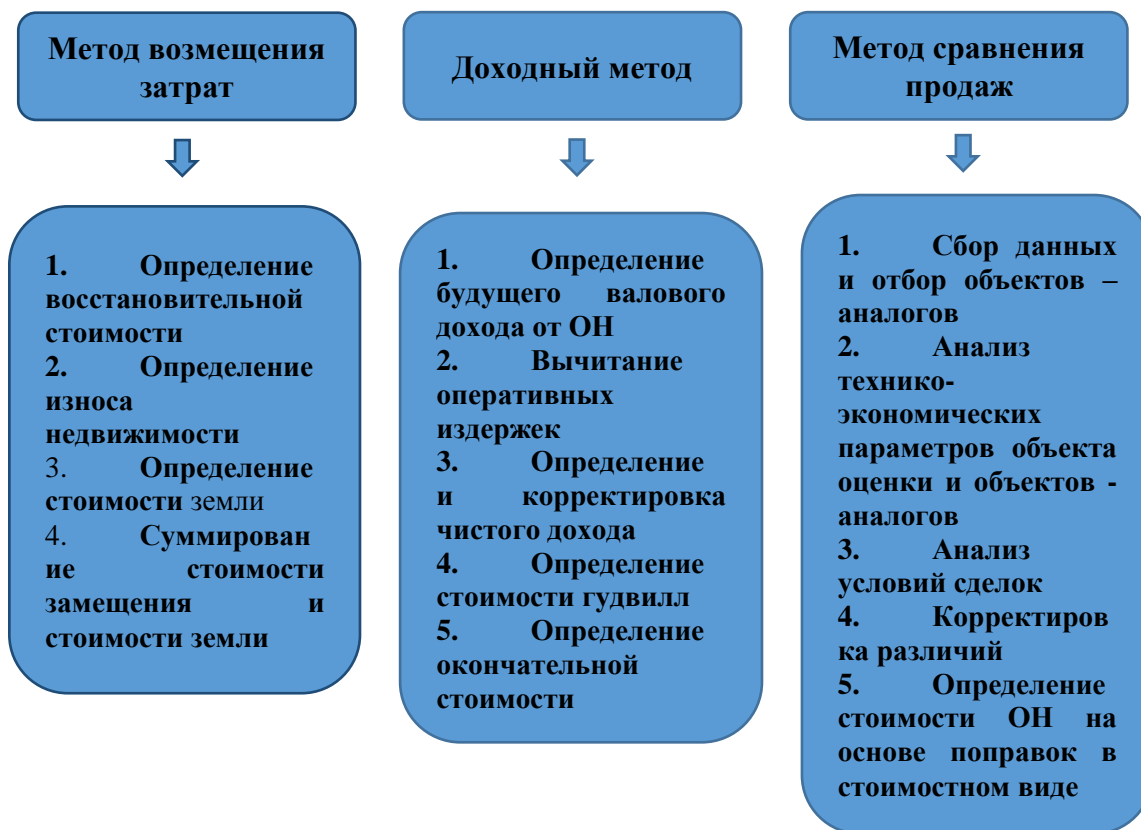 Метод возмещения
затрат
Доходный метод
Метод сравнения
продаж
1. Определение
восстановительной
стоимости
2. Определение
износа
недвижимости
3. Определение
стоимости земли
4. Суммирован
ие стоимости
замещения и
стоимости земли
1. Определение
будущего валового
дохода от ОН
2. Вычитание
оперативных
издержек
3. Определение
и корректировка
чистого дохода
4. Определение
стоимости гудвилл
5. Определение
окончательной
стоимости
1. Сбор данных
и отбор объектов –
аналогов
2. Анализ
технико-
экономических
параметров объекта
оценки и объектов -
аналогов
3. Анализ
условий сделок
4. Корректиров
ка различий
5. Определение
стоимости ОН на
основе поправок в
стоимостном виде